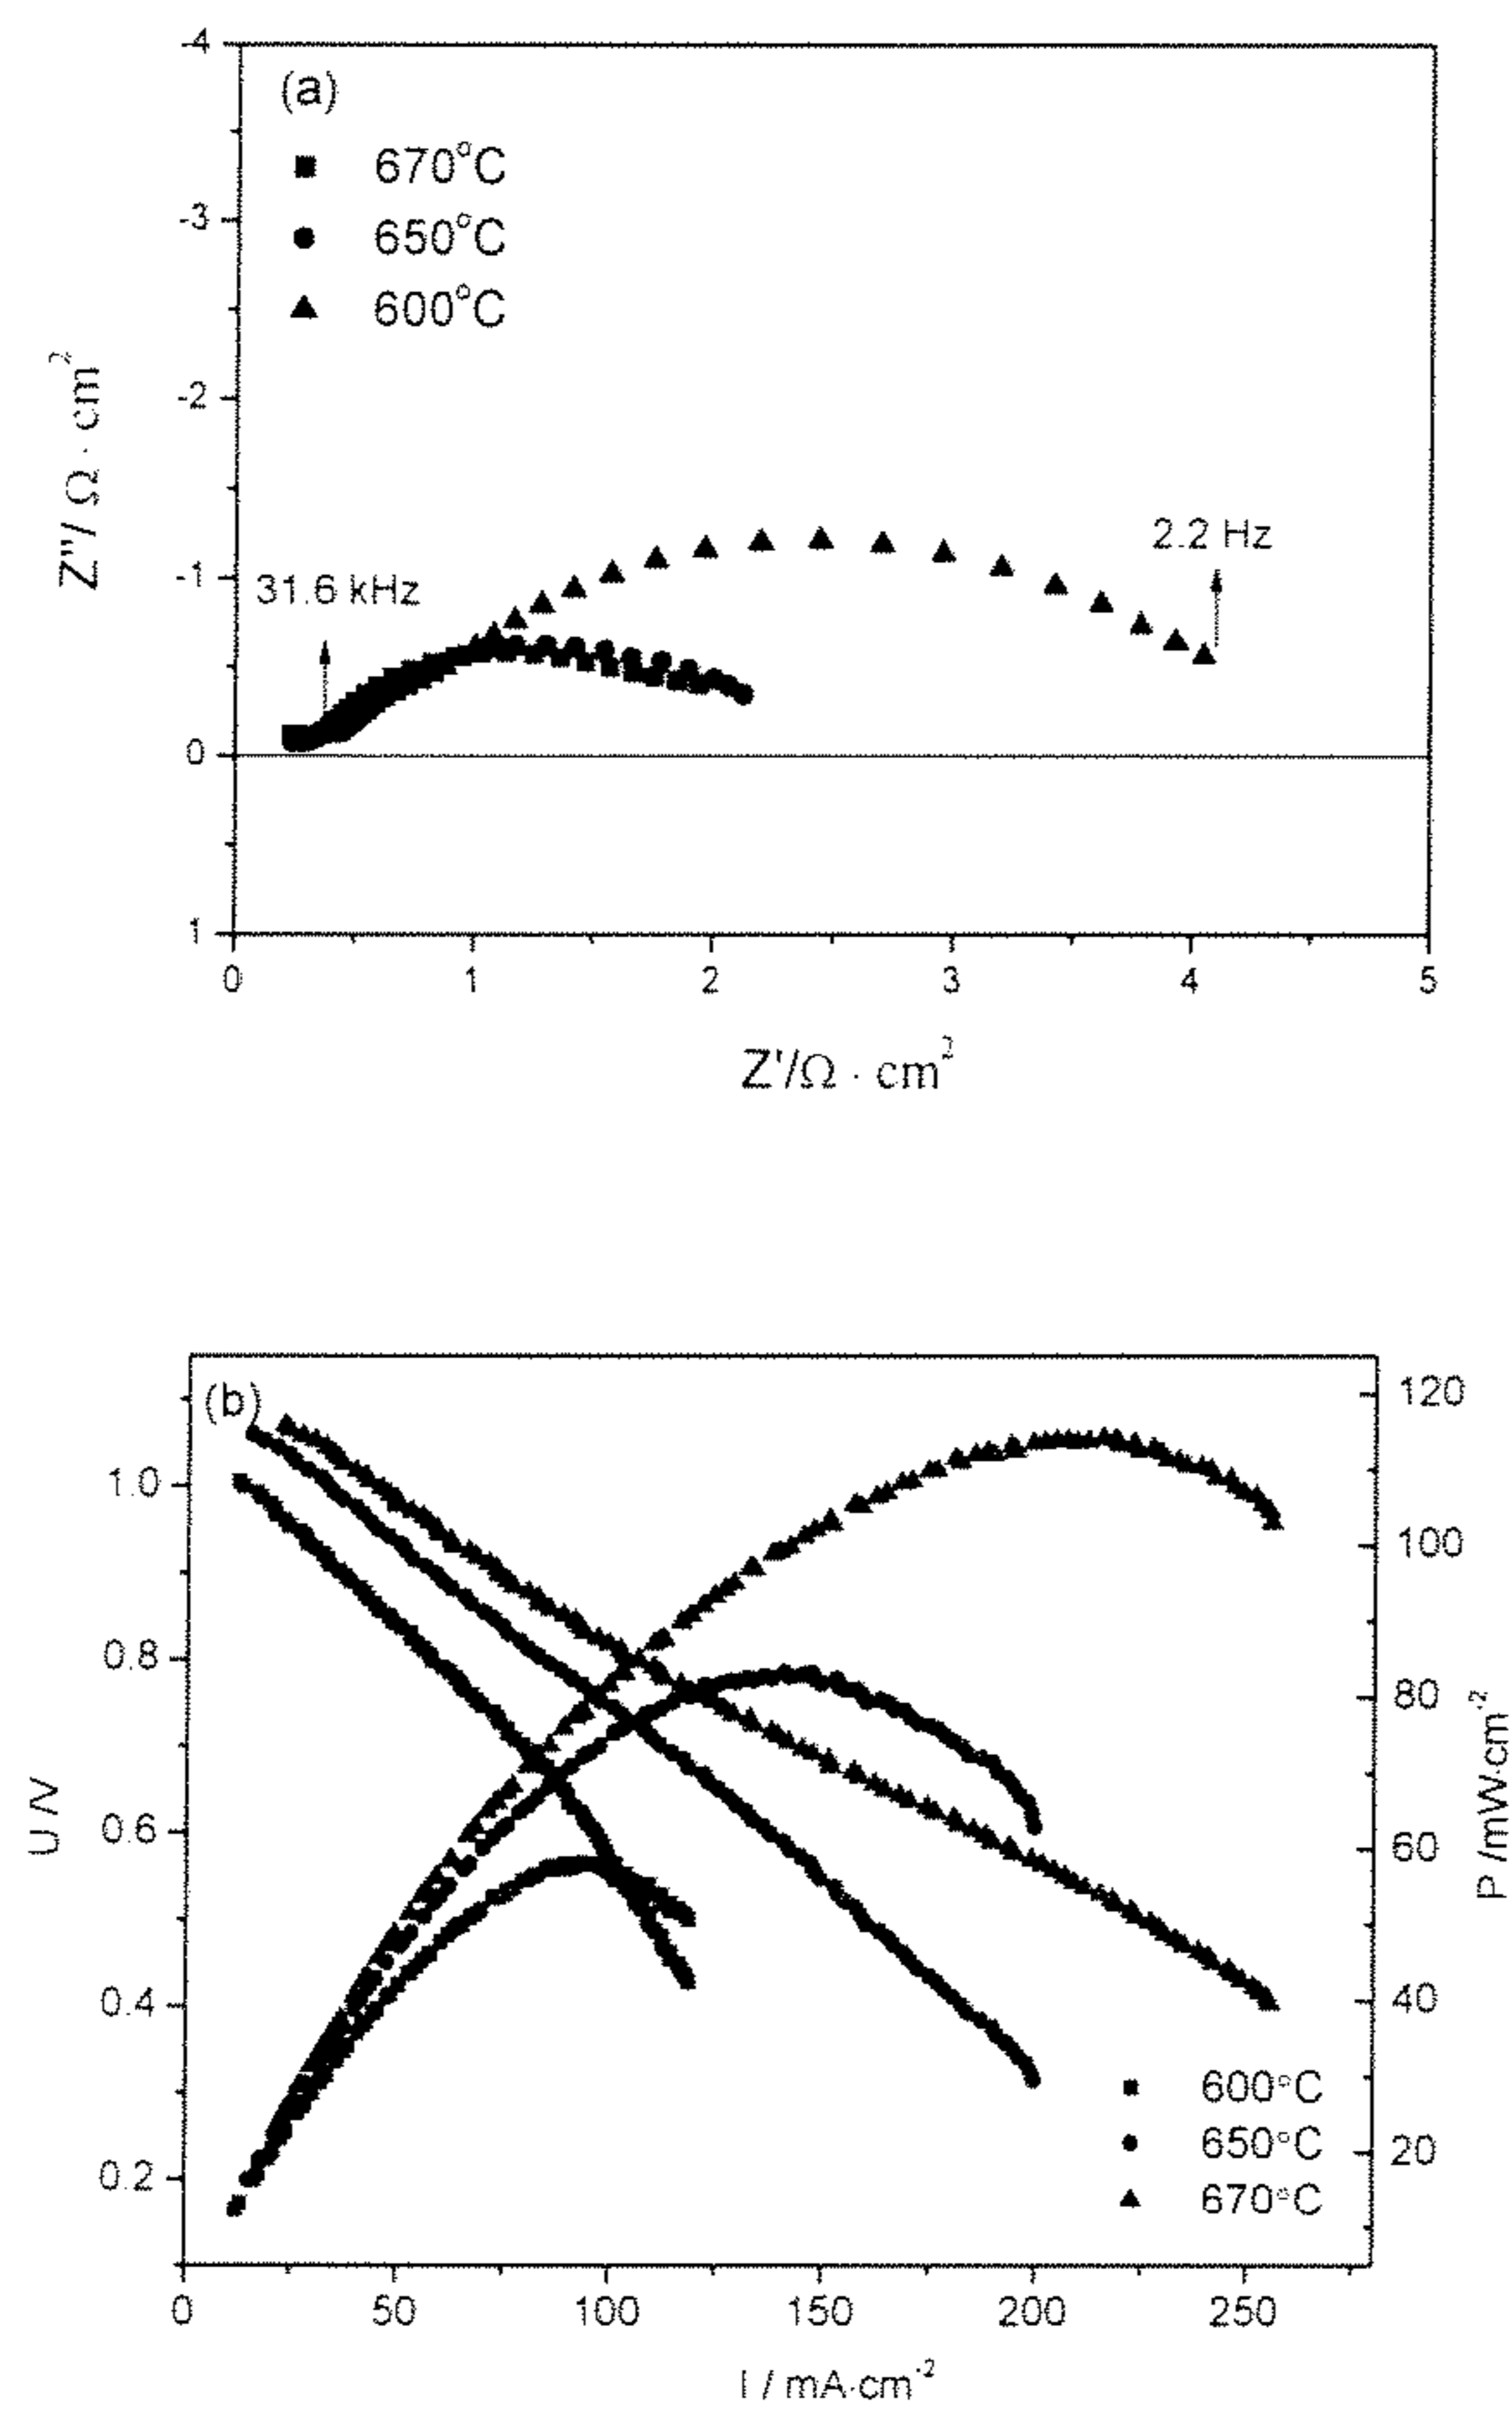 -4
(a)
670°C
-3
650°C
600°C
-2
Z"/Ω·cm²
2.2 Hz
-1
31.6 kHz
0
1
0 1 2 3 4 5
Z'/Ω·cm²
(b)
120
1.0
100
0.8
80
U /V
P /mW·cm⁻²
0.6
60
0.4
40
600°C
650°C
20
0.2
670°C
0 50 100 150 200 250
I / mA·cm⁻²